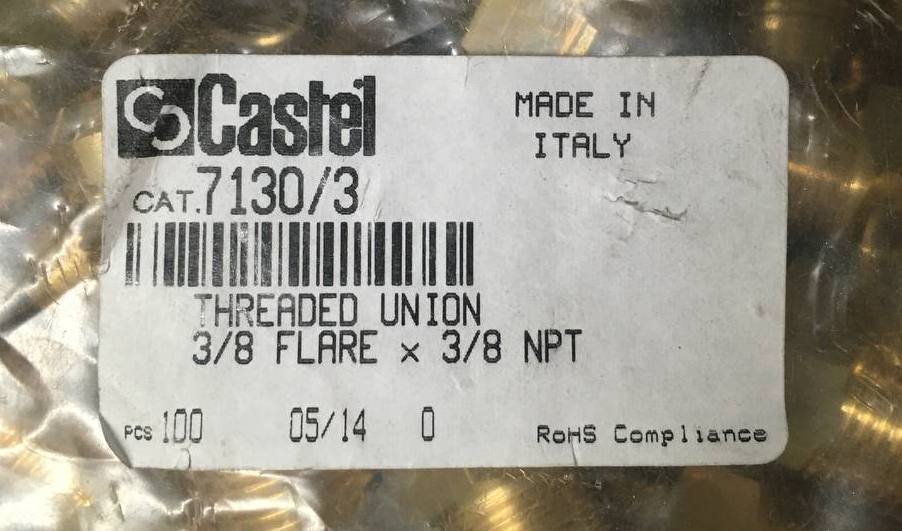 Castel
MADE IN
ITALY
CAT.7130/3
THREADED UNION
3/8 FLARE x 3/8 NPT
PCS 100 05/14 0 RoHS Compliance